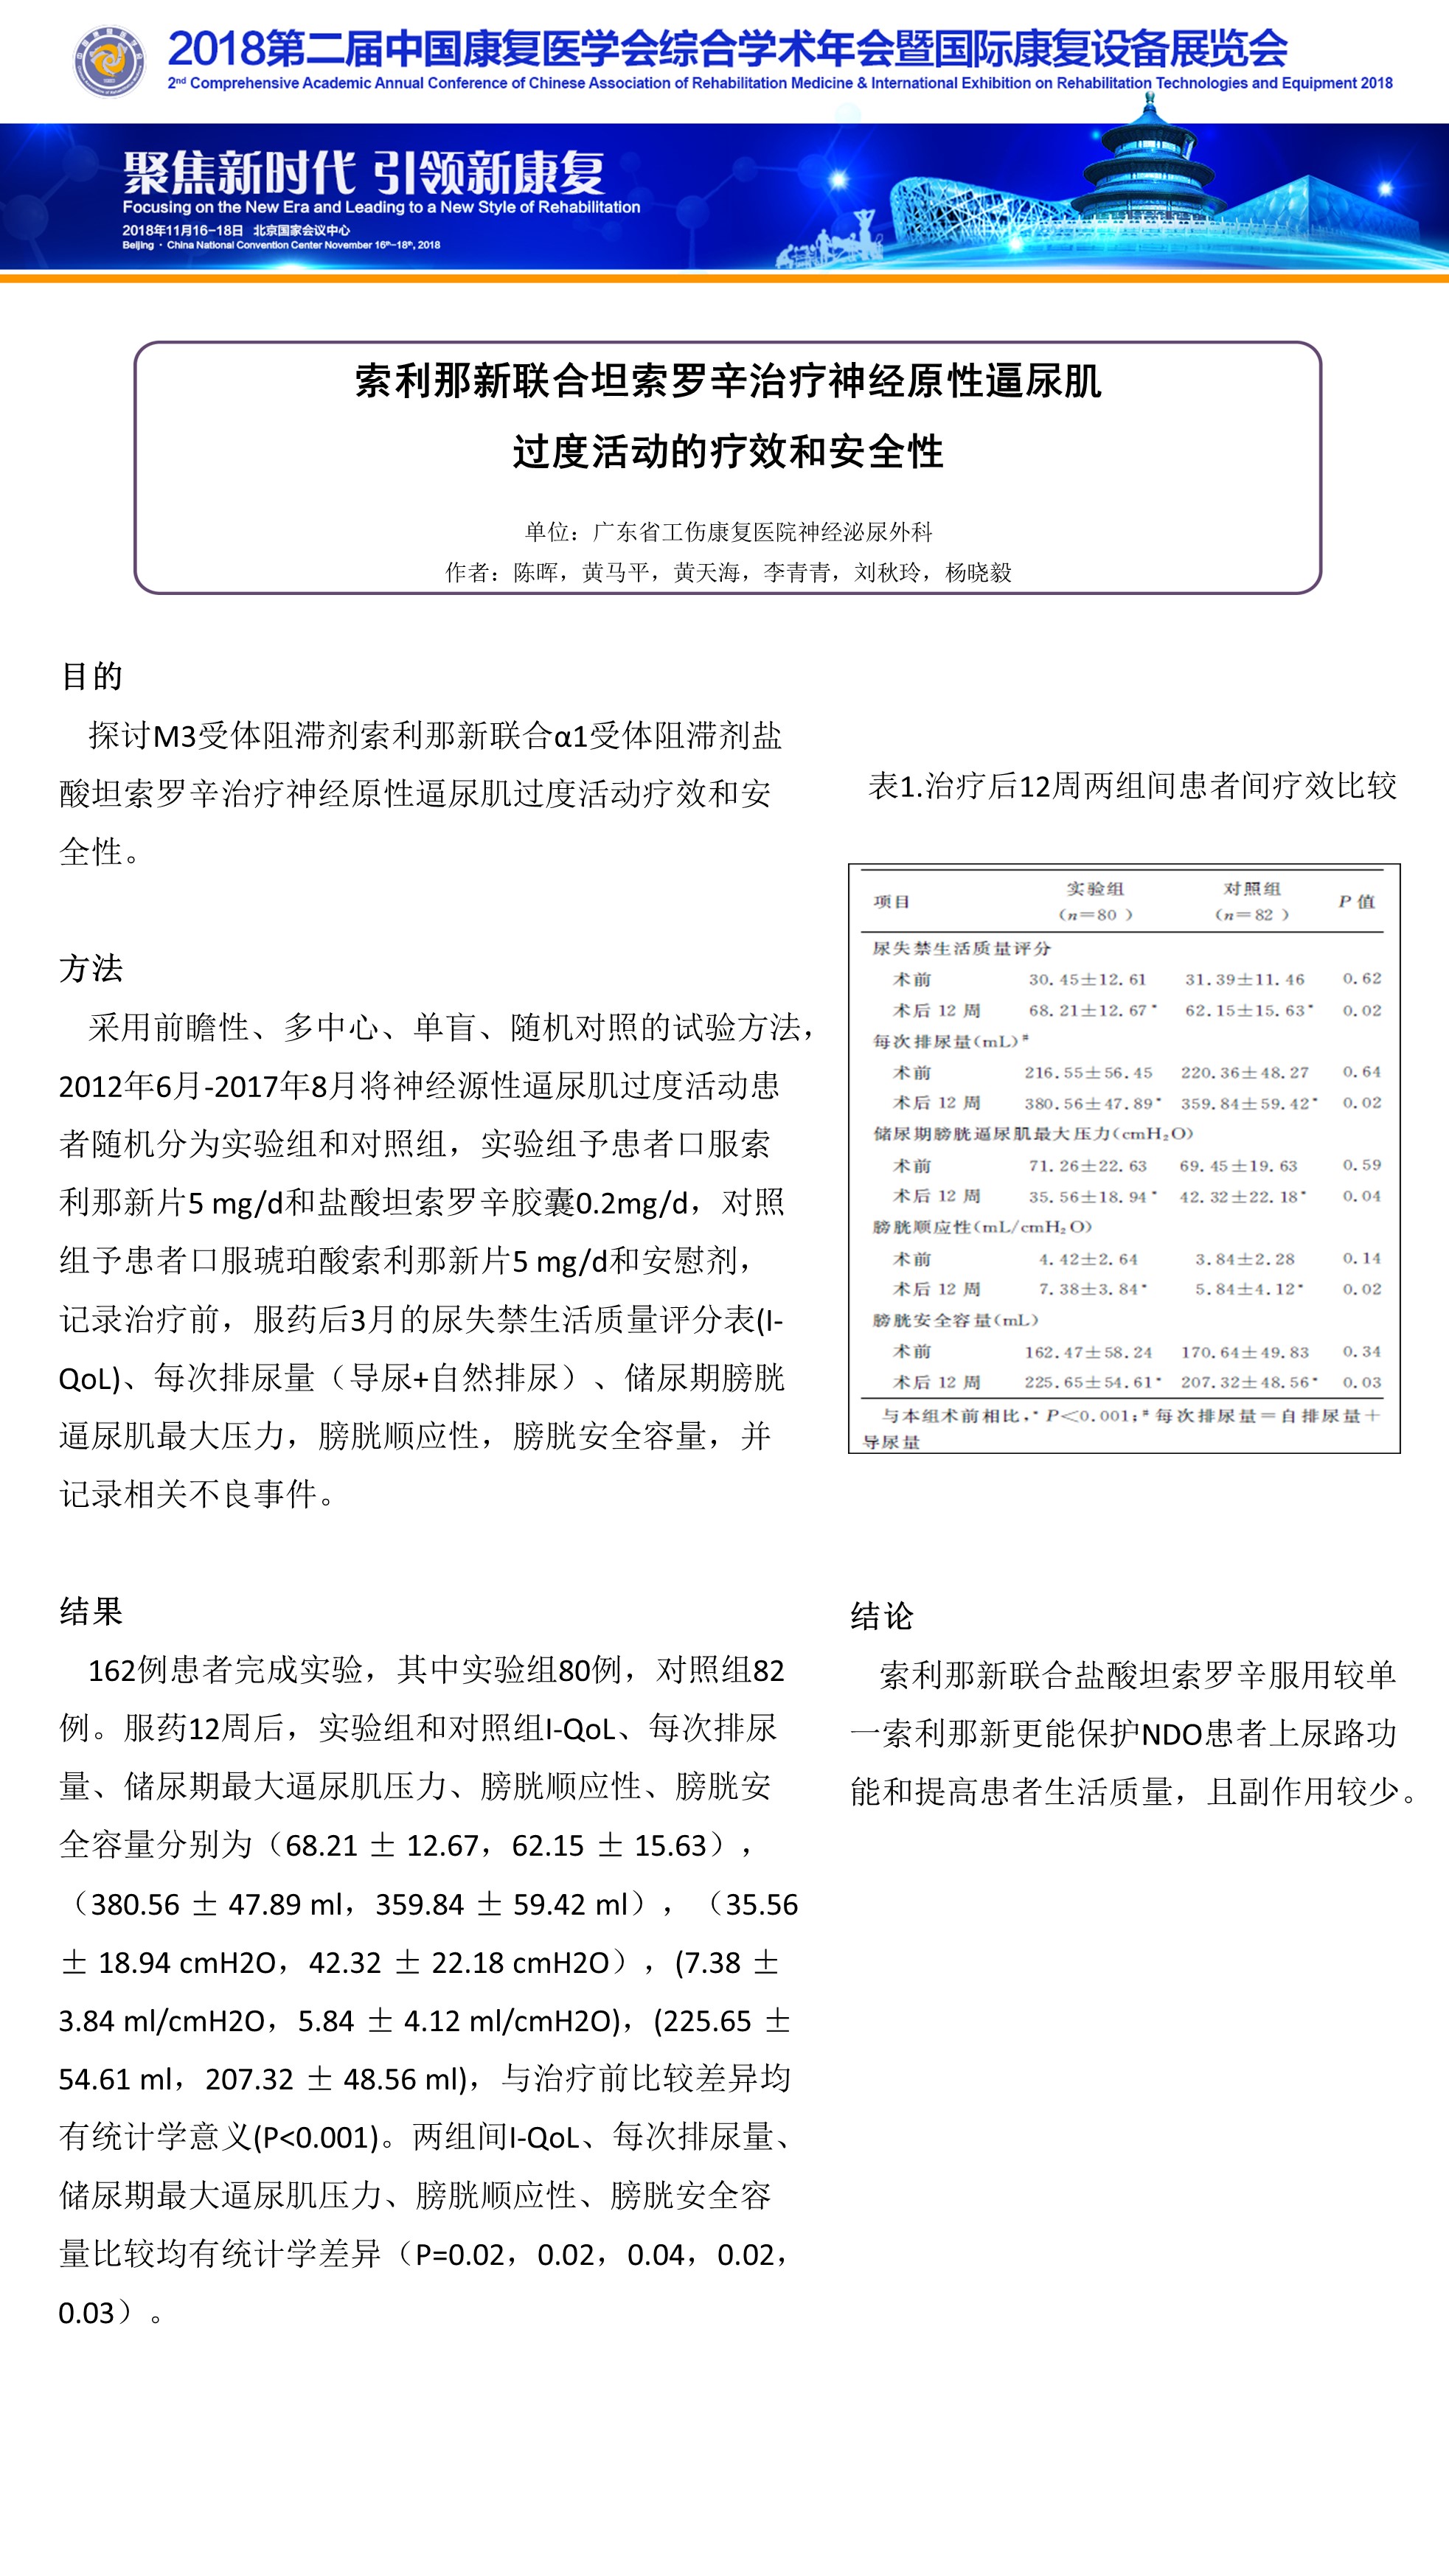 2018第二届中国康复医学会综合学术年会暨国际康复设备展览会
2nd Comprehensive Academic Annual Conference of Chinese Association of Rehabilitation Medicine & International Exhibition on Rehabilitation Technologies and Equipment 2018
聚焦新时代 引领新康复
Focusing on the New Era and Leading to a New Style of Rehabilitation
2018年11月16-18日 北京国家会议中心
Beijing · China National Convention Center November 16th-18th, 2018
索利那新联合坦索罗辛治疗神经原性逼尿肌
过度活动的疗效和安全性
单位：广东省工伤康复医院神经泌尿外科
作者：陈晖，黄马平，黄天海，李青青，刘秋玲，杨晓毅
目的
探讨M3受体阻滞剂索利那新联合α1受体阻滞剂盐
酸坦索罗辛治疗神经原性逼尿肌过度活动疗效和安
全性。
方法
采用前瞻性、多中心、单盲、随机对照的试验方法，
2012年6月-2017年8月将神经源性逼尿肌过度活动患
者随机分为实验组和对照组，实验组予患者口服索
利那新片5 mg/d和盐酸坦索罗辛胶囊0.2mg/d，对照
组予患者口服琥珀酸索利那新片5 mg/d和安慰剂，
记录治疗前，服药后3月的尿失禁生活质量评分表(I-
QoL)、每次排尿量（导尿+自然排尿）、储尿期膀胱
逼尿肌最大压力，膀胱顺应性，膀胱安全容量，并
记录相关不良事件。
结果
162例患者完成实验，其中实验组80例，对照组82
例。服药12周后，实验组和对照组I-QoL、每次排尿
量、储尿期最大逼尿肌压力、膀胱顺应性、膀胱安
全容量分别为（68.21 ± 12.67，62.15 ± 15.63），
（380.56 ± 47.89 ml，359.84 ± 59.42 ml），（35.56
± 18.94 cmH2O，42.32 ± 22.18 cmH2O），(7.38 ±
3.84 ml/cmH2O，5.84 ± 4.12 ml/cmH2O)，(225.65 ±
54.61 ml，207.32 ± 48.56 ml)，与治疗前比较差异均
有统计学意义(P<0.001)。两组间I-QoL、每次排尿量、
储尿期最大逼尿肌压力、膀胱顺应性、膀胱安全容
量比较均有统计学差异（P=0.02，0.02，0.04，0.02，
0.03）。
表1.治疗后12周两组间患者间疗效比较
项目 实验组 (n=80) 对照组 (n=82) P 值
尿失禁生活质量评分
术前 30.45±12.61 31.39±11.46 0.62
术后 12 周 68.21±12.67* 62.15±15.63* 0.02
每次排尿量(mL)#
术前 216.55±56.45 220.36±48.27 0.64
术后 12 周 380.56±47.89* 359.84±59.42* 0.02
储尿期膀胱逼尿肌最大压力(cmH₂O)
术前 71.26±22.63 69.45±19.63 0.59
术后 12 周 35.56±18.94* 42.32±22.18* 0.04
膀胱顺应性(mL/cmH₂O)
术前 4.42±2.64 3.84±2.28 0.14
术后 12 周 7.38±3.84* 5.84±4.12* 0.02
膀胱安全容量(mL)
术前 162.47±58.24 170.64±49.83 0.34
术后 12 周 225.65±54.61* 207.32±48.56* 0.03
与本组术前相比，* P<0.001；# 每次排尿量＝自排尿量＋
导尿量
结论
索利那新联合盐酸坦索罗辛服用较单
一索利那新更能保护NDO患者上尿路功
能和提高患者生活质量，且副作用较少。